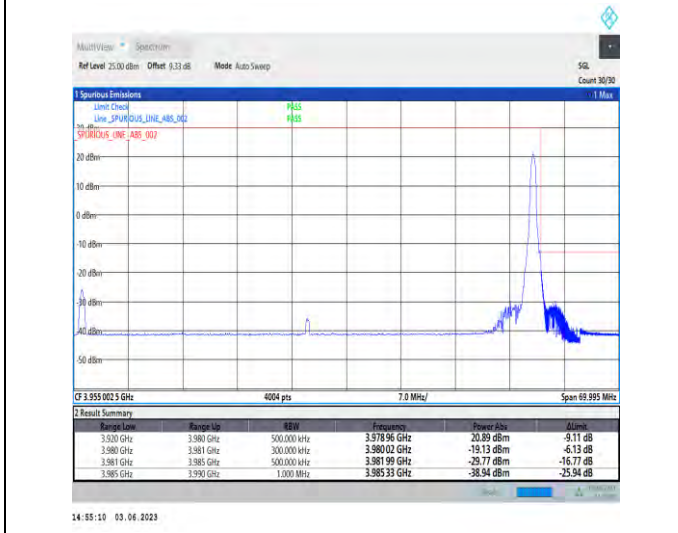 MultiView Spectrum
Ref Level 25.00 dBm Offset 9.33 dB Mode Auto Sweep SGL
Count 30/30
1 Spurious Emissions 1 Max
Limit Check PASS
Line _SPURIOUS_LINE_ABS_002 PASS
_SPURIOUS_LINE_ABS_002
20 dBm
10 dBm
0 dBm
-10 dBm
-20 dBm
-30 dBm
-40 dBm
-50 dBm
CF 3.955 002 5 GHz 4004 pts 7.0 MHz/ Span 69.995 MHz
2 Result Summary
Range Low Range Up RBW Frequency Power Abs ΔLimit
3.920 GHz 3.980 GHz 500.000 kHz 3.978 96 GHz 20.89 dBm -9.11 dB
3.980 GHz 3.981 GHz 300.000 kHz 3.980 02 GHz -19.13 dBm -6.13 dB
3.981 GHz 3.985 GHz 500.000 kHz 3.981 99 GHz -29.77 dBm -16.77 dB
3.985 GHz 3.990 GHz 1.000 MHz 3.985 33 GHz -38.94 dBm -25.94 dB
14:55:10 03.06.2023